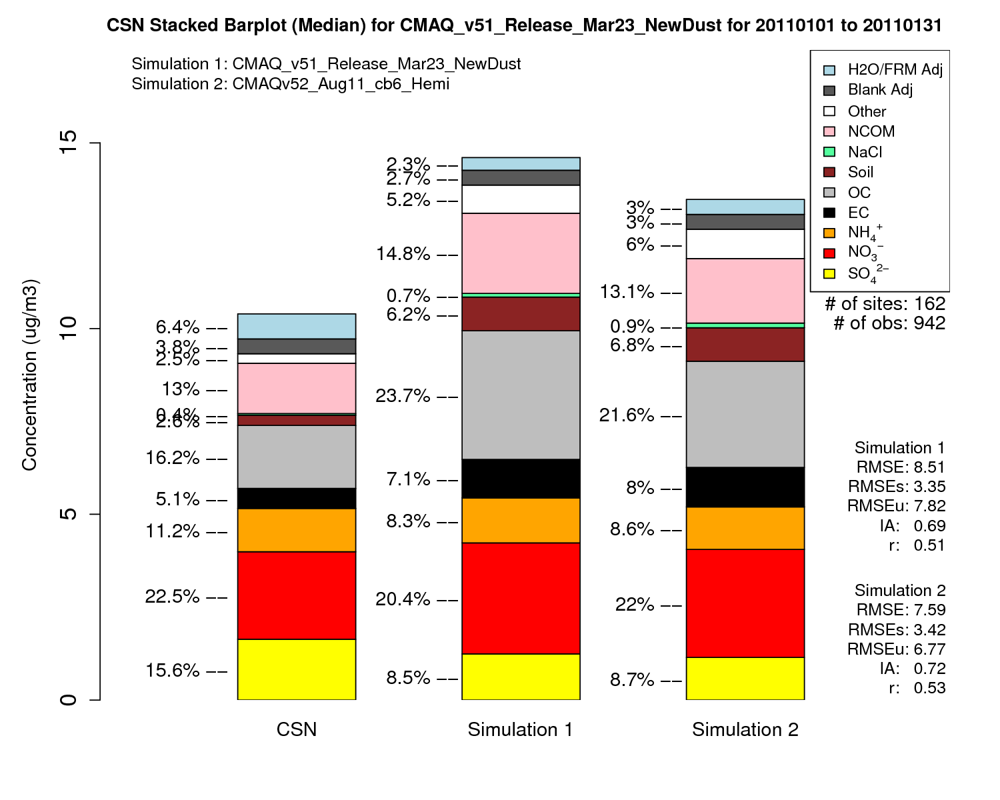 CSN Stacked Barplot (Median) for CMAQ_v51_Release_Mar23_NewDust for 20110101 to 20110131
Simulation 1: CMAQ_v51_Release_Mar23_NewDust
Simulation 2: CMAQv52_Aug11_cb6_Hemi
H2O/FRM Adj
Blank Adj
Other
NCOM
NaCl
Soil
OC
EC
NH4+
NO3−
SO42−
# of sites: 162
# of obs: 942
Concentration (ug/m3)
15
10
5
0
6.4% −−
3.8% −−
2.5% −−
13% −−
0.4% −−
2.6% −−
16.2% −−
5.1% −−
11.2% −−
22.5% −−
15.6% −−
CSN
2.3% −−
2.7% −−
5.2% −−
14.8% −−
0.7% −−
6.2% −−
23.7% −−
7.1% −−
8.3% −−
20.4% −−
8.5% −−
Simulation 1
3% −−
3% −−
6% −−
13.1% −−
0.9% −−
6.8% −−
21.6% −−
8% −−
8.6% −−
22% −−
8.7% −−
Simulation 2
Simulation 1
RMSE: 8.51
RMSEs: 3.35
RMSEu: 7.82
IA: 0.69
r: 0.51
Simulation 2
RMSE: 7.59
RMSEs: 3.42
RMSEu: 6.77
IA: 0.72
r: 0.53